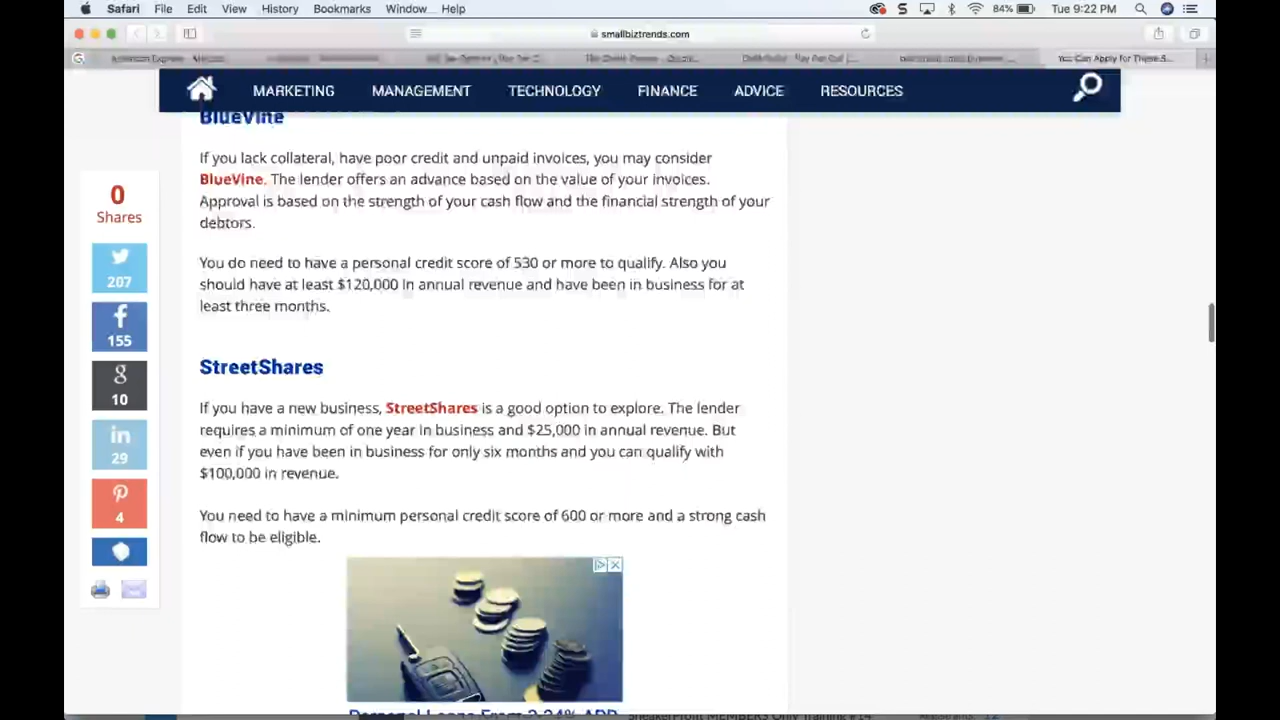 Safari File Edit View History Bookmarks Window Help
84%
Tue 9:22 PM
smallbiztrends.com
You Can Apply for These S...
MARKETING MANAGEMENT TECHNOLOGY FINANCE ADVICE RESOURCES
BlueVine
If you lack collateral, have poor credit and unpaid invoices, you may consider
BlueVine. The lender offers an advance based on the value of your invoices.
Approval is based on the strength of your cash flow and the financial strength of your
debtors.
You do need to have a personal credit score of 530 or more to qualify. Also you
should have at least $120,000 in annual revenue and have been in business for at
least three months.
StreetShares
If you have a new business, StreetShares is a good option to explore. The lender
requires a minimum of one year in business and $25,000 in annual revenue. But
even if you have been in business for only six months and you can qualify with
$100,000 in revenue.
You need to have a minimum personal credit score of 600 or more and a strong cash
flow to be eligible.
0
Shares
207
155
10
29
4